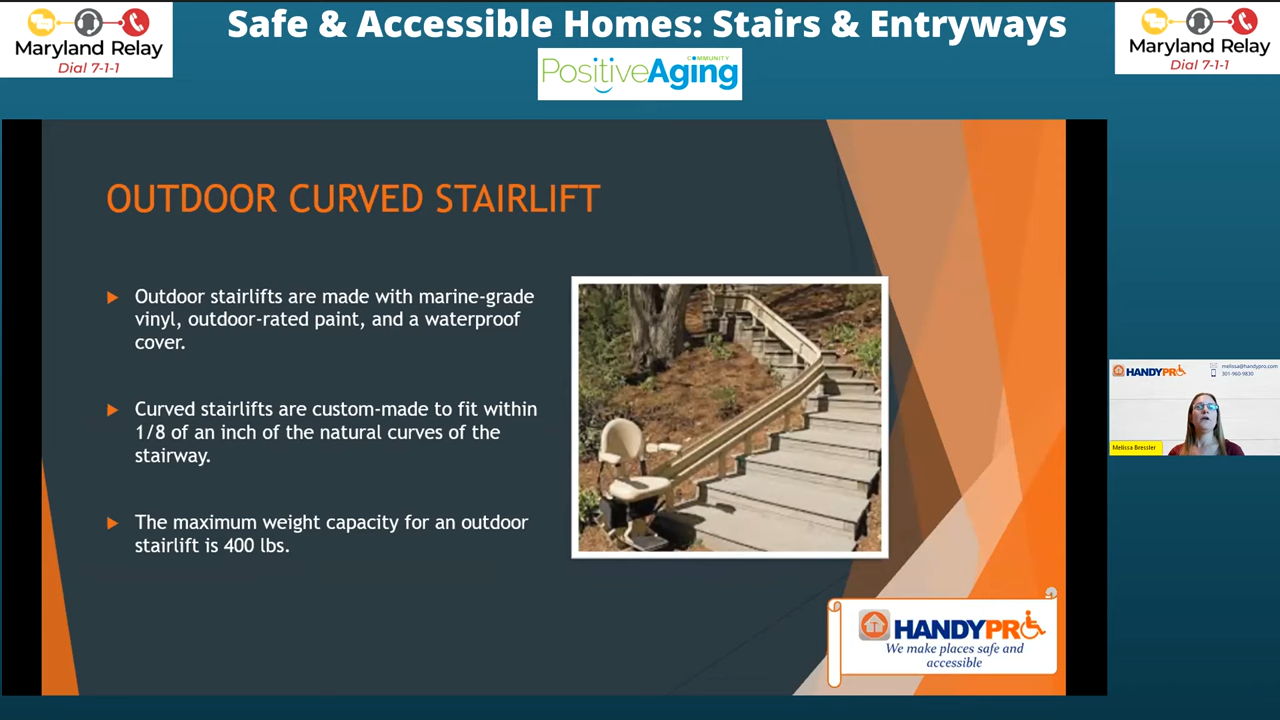 Safe & Accessible Homes: Stairs & Entryways
Maryland Relay
Dial 7-1-1
COMMUNITY
PositiveAging
Maryland Relay
Dial 7-1-1
OUTDOOR CURVED STAIRLIFT
Outdoor stairlifts are made with marine-grade
vinyl, outdoor-rated paint, and a waterproof
cover.
Curved stairlifts are custom-made to fit within
1/8 of an inch of the natural curves of the
stairway.
The maximum weight capacity for an outdoor
stairlift is 400 lbs.
HANDYPRO
We make places safe and
accessible
HANDYPRO
melissa@handypro.com
301-960-9830
Melissa Bressler